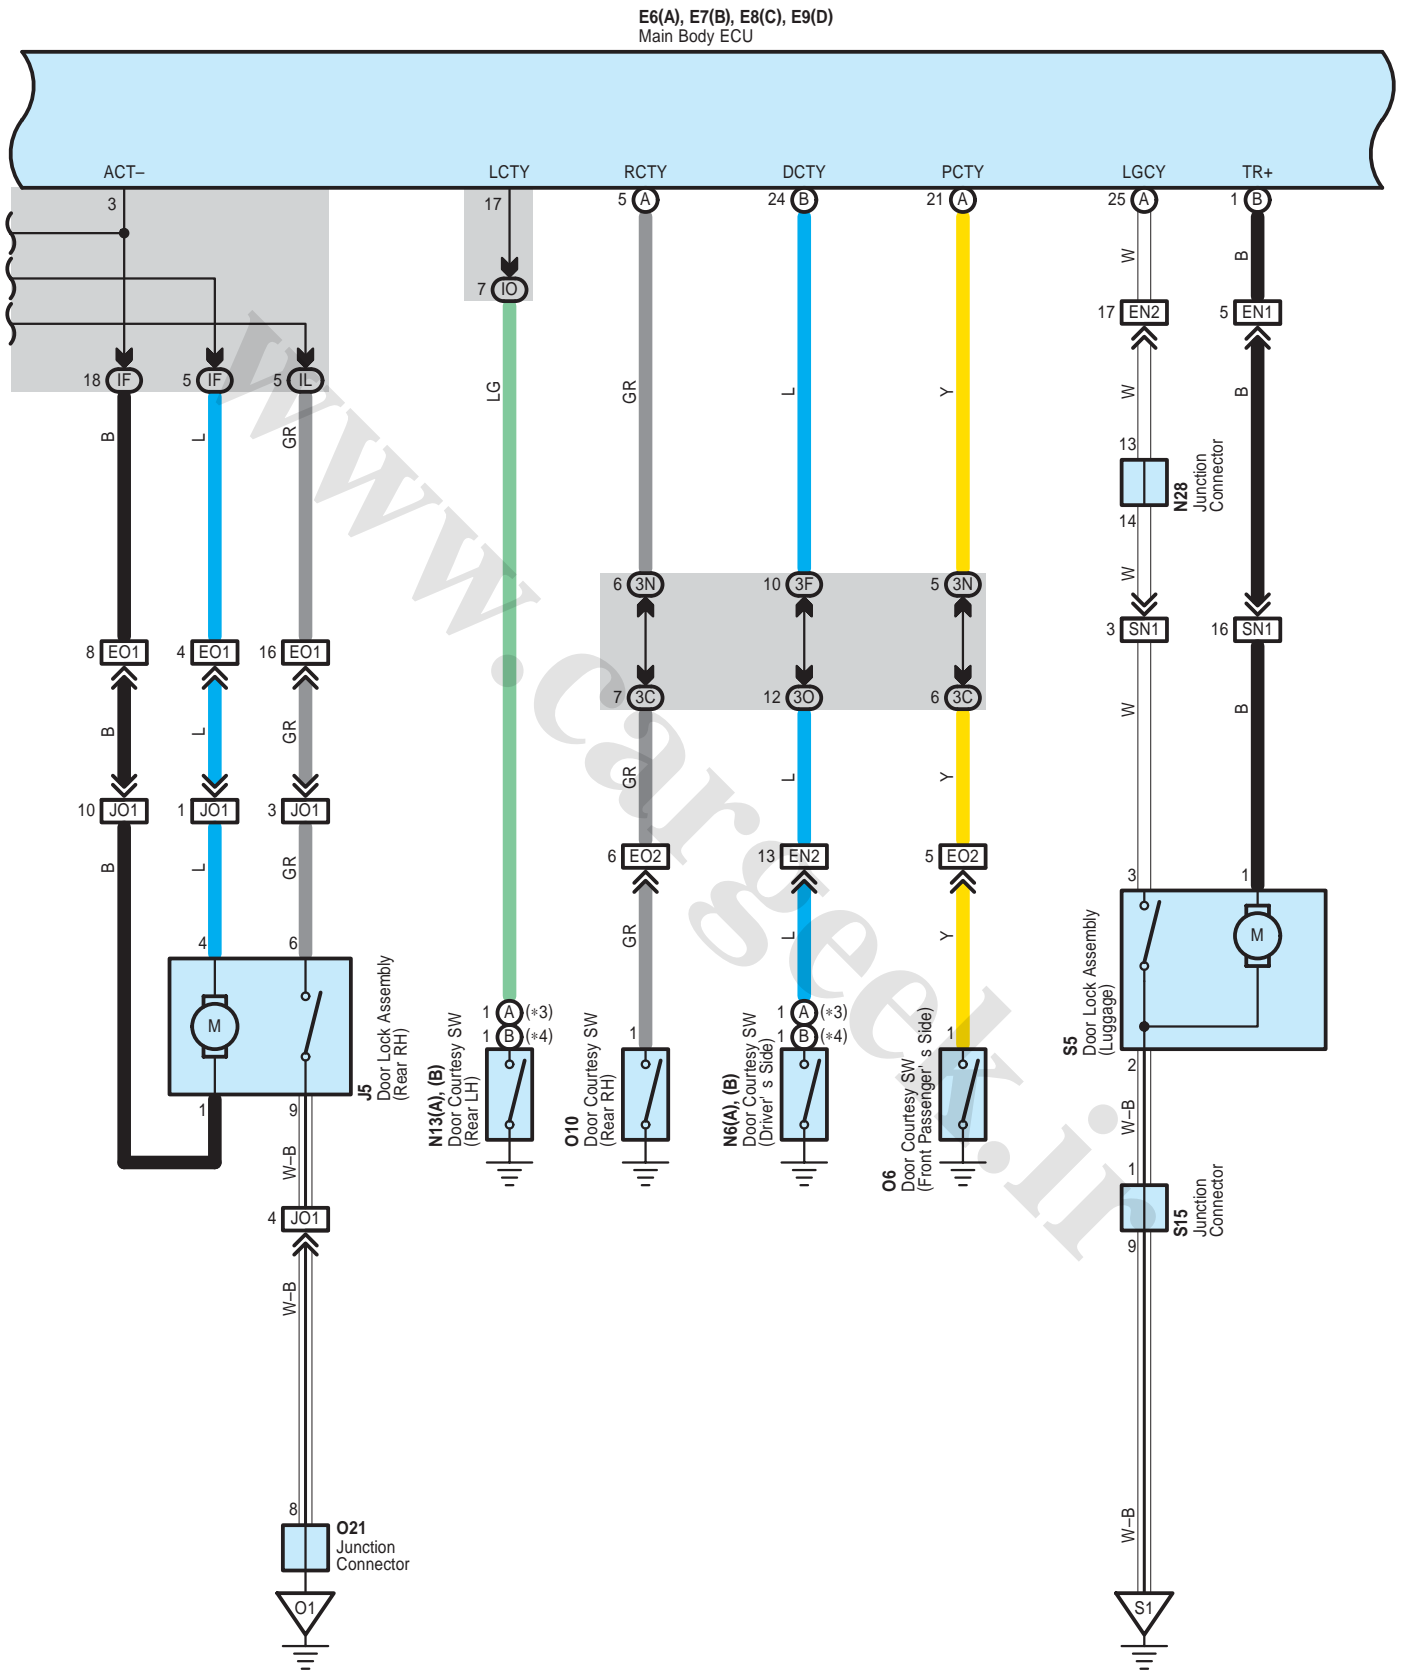 E6(A), E7(B), E8(C), E9(D)
Main Body ECU
ACT–
LCTY
RCTY
DCTY
PCTY
LGCY
TR+
3
17
5 A
24 B
21 A
25 A
1 B
W
B
7 IO
17 EN2
5 EN1
18 IF
5 IF
5 IL
LG
GR
L
Y
W
B
B
L
GR
13
N28
Junction
Connector
14
W
6 3N
10 3F
5 3N
3 SN1
16 SN1
8 EO1
4 EO1
16 EO1
7 3C
12 3O
6 3C
B
L
GR
W
B
GR
L
Y
10 JO1
1 JO1
3 JO1
6 EO2
13 EN2
5 EO2
B
L
GR
3
1
4
6
GR
L
Y
M
S5
Door Lock Assembly
(Luggage)
M
J5
Door Lock Assembly
(Rear RH)
1 A (*3)
1 B (*4)
1
1 A (*3)
1 B (*4)
1
N13(A), (B)
Door Courtesy SW
(Rear LH)
O10
Door Courtesy SW
(Rear RH)
N6(A), (B)
Door Courtesy SW
(Driver' s Side)
O6
Door Courtesy SW
(Front Passenger' s Side)
2
1
9
W–B
W–B
1
S15
Junction
Connector
9
4 JO1
W–B
8
O21
Junction
Connector
W–B
O1
S1
www.cargeek.ir